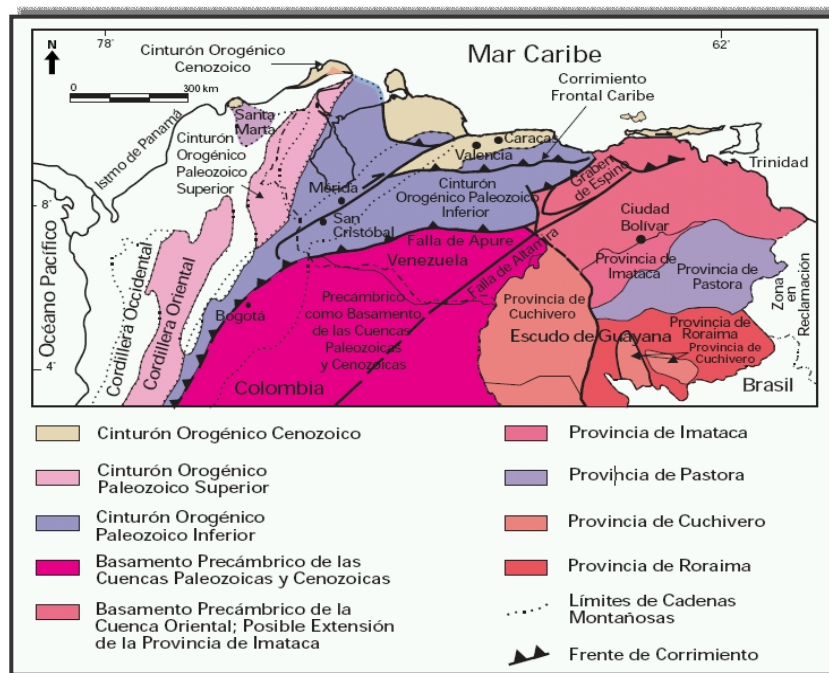 78'
62'
N
Cinturón Orogénico
Cenozoico
Mar Caribe
0
300 km
Corrimiento
Frontal Caribe
Santa
Marta
Istmo de Panamá
Cinturón
Orogénico
Paleozoico
Superior
Caracas
Valencia
Trinidad
Graben
de Espino
Mérida
Cinturón
Orogénico Paleozoico
Inferior
8'
San
Cristóbal
Ciudad
Bolívar
Falla de Apure
Venezuela
Falla de Altamira
Provincia de
Imataca
Provincia de
Pastora
Zona
en
Reclamación
Océano Pacífico
Cordillera Occidental
Cordillera Oriental
Bogotá
Precámbrico
como Basamento
de las Cuencas
Paleozoicas
y Cenozoicas
Provincia de
Cuchivero
Escudo de Guayana
Provincia de
Roraima
Provincia de
Cuchivero
4'
Colombia
Brasil
Cinturón Orogénico Cenozoico
Cinturón Orogénico
Paleozoico Superior
Cinturón Orogénico
Paleozoico Inferior
Basamento Precámbrico de las
Cuencas Paleozoicas y Cenozoicas
Basamento Precámbrico de la
Cuenca Oriental; Posible Extensión
de la Provincia de Imataca
Provincia de Imataca
Provincia de Pastora
Provincia de Cuchivero
Provincia de Roraima
Límites de Cadenas
Montañosas
Frente de Corrimiento